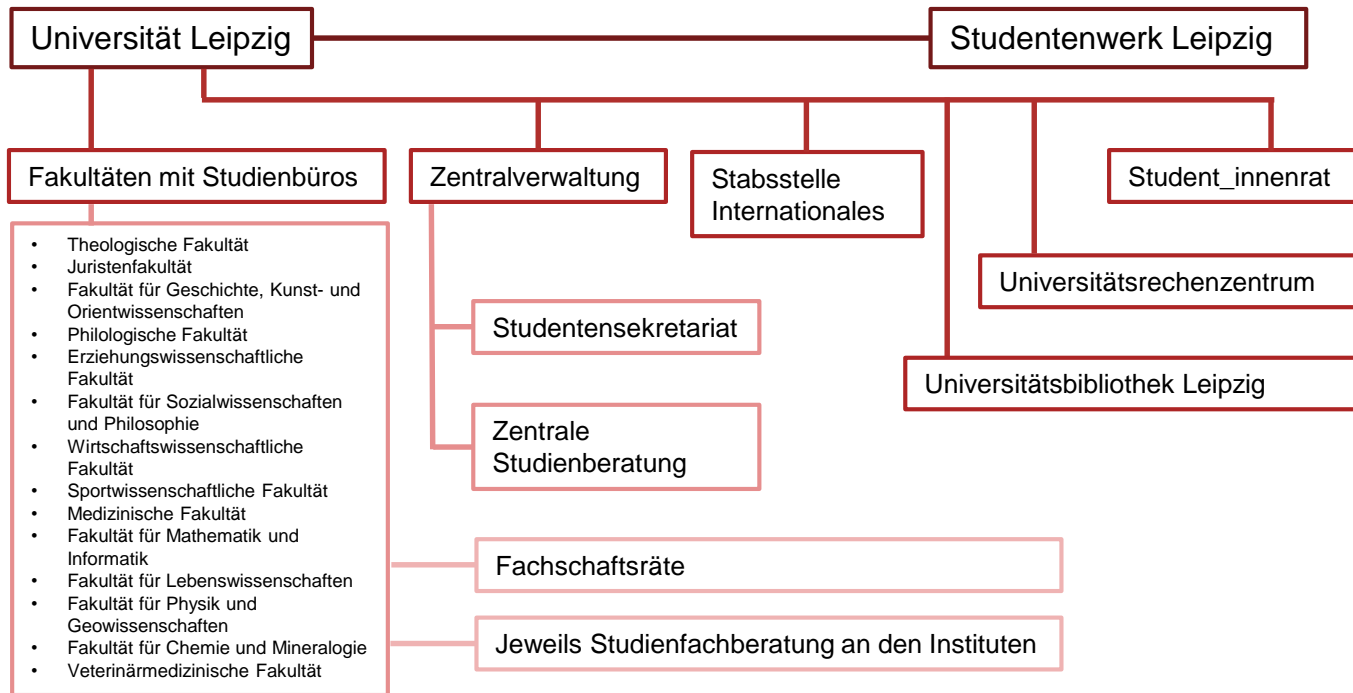 Universität Leipzig
Studentenwerk Leipzig
Fakultäten mit Studienbüros
Zentralverwaltung
Stabsstelle
Internationales
Student_innenrat
Universitätsrechenzentrum
Universitätsbibliothek Leipzig
• Theologische Fakultät
• Juristenfakultät
• Fakultät für Geschichte, Kunst- und
Orientwissenschaften
• Philologische Fakultät
• Erziehungswissenschaftliche
Fakultät
• Fakultät für Sozialwissenschaften
und Philosophie
• Wirtschaftswissenschaftliche
Fakultät
• Sportwissenschaftliche Fakultät
• Medizinische Fakultät
• Fakultät für Mathematik und
Informatik
• Fakultät für Lebenswissenschaften
• Fakultät für Physik und
Geowissenschaften
• Fakultät für Chemie und Mineralogie
• Veterinärmedizinische Fakultät
Studentensekretariat
Zentrale
Studienberatung
Fachschaftsräte
Jeweils Studienfachberatung an den Instituten